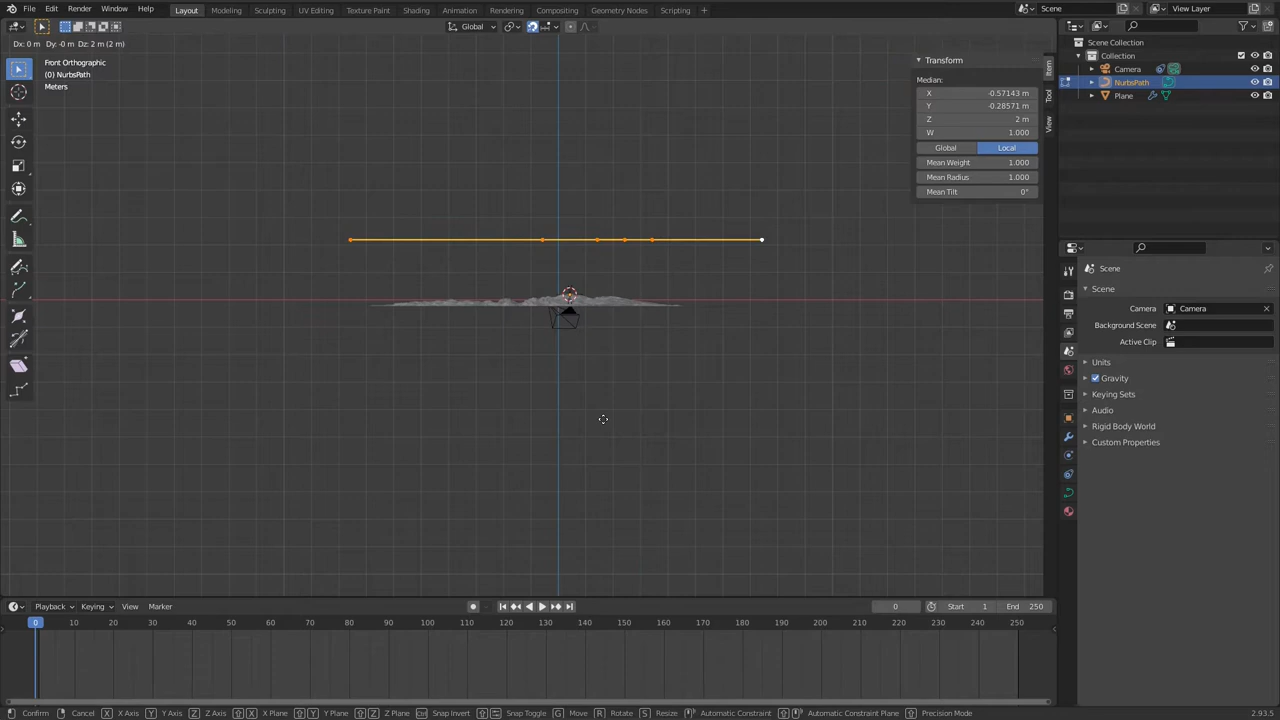 File Edit Render Window Help Layout Modeling Sculpting UV Editing Texture Paint Shading Animation Rendering Compositing Geometry Nodes Scripting + Scene View Layer
Global
Dx: 0 m Dy: -0 m Dz: 2 m (2 m)
Front Orthographic
(0) NurbsPath
Meters
Transform
Median:
X -0.57143 m
Y -0.28571 m
Z 2 m
W 1.000
Global Local
Mean Weight 1.000
Mean Radius 1.000
Mean Tilt 0°
Item
Tool
View
Scene Collection
Collection
Camera
NurbsPath
Plane
Scene
Scene
Camera Camera
Background Scene
Active Clip
Units
Gravity
Keying Sets
Audio
Rigid Body World
Custom Properties
Playback Keying View Marker 0 Start 1 End 250
0 10 20 30 40 50 60 70 80 90 100 110 120 130 140 150 160 170 180 190 200 210 220 230 240 250
Confirm Cancel X X Axis Y Y Axis Z Z Axis X X Plane Y Y Plane Z Z Plane Snap Invert Snap Toggle G Move R Rotate S Resize Automatic Constraint Automatic Constraint Plane Precision Mode 2.93.5